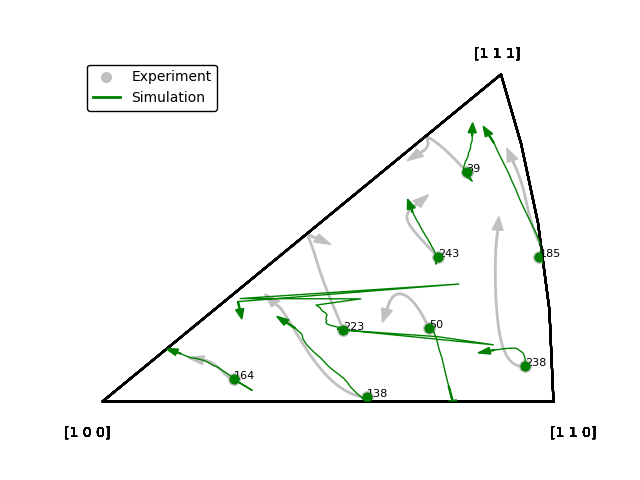 [1 1 1]
Experiment
Simulation
39
243
185
223
50
238
164
138
[1 0 0]
[1 1 0]